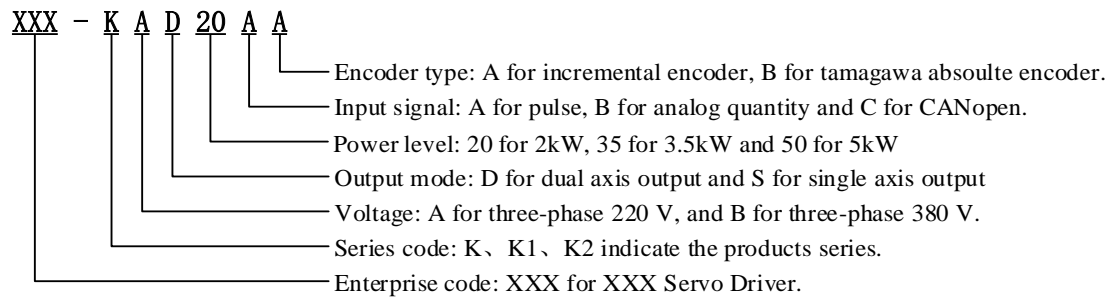 XXX - K A D 20 A A
Encoder type: A for incremental encoder, B for tamagawa absoulte encoder.
Input signal: A for pulse, B for analog quantity and C for CANopen.
Power level: 20 for 2kW, 35 for 3.5kW and 50 for 5kW
Output mode: D for dual axis output and S for single axis output
Voltage: A for three-phase 220 V, and B for three-phase 380 V.
Series code: K、K1、K2 indicate the products series.
Enterprise code: XXX for XXX Servo Driver.